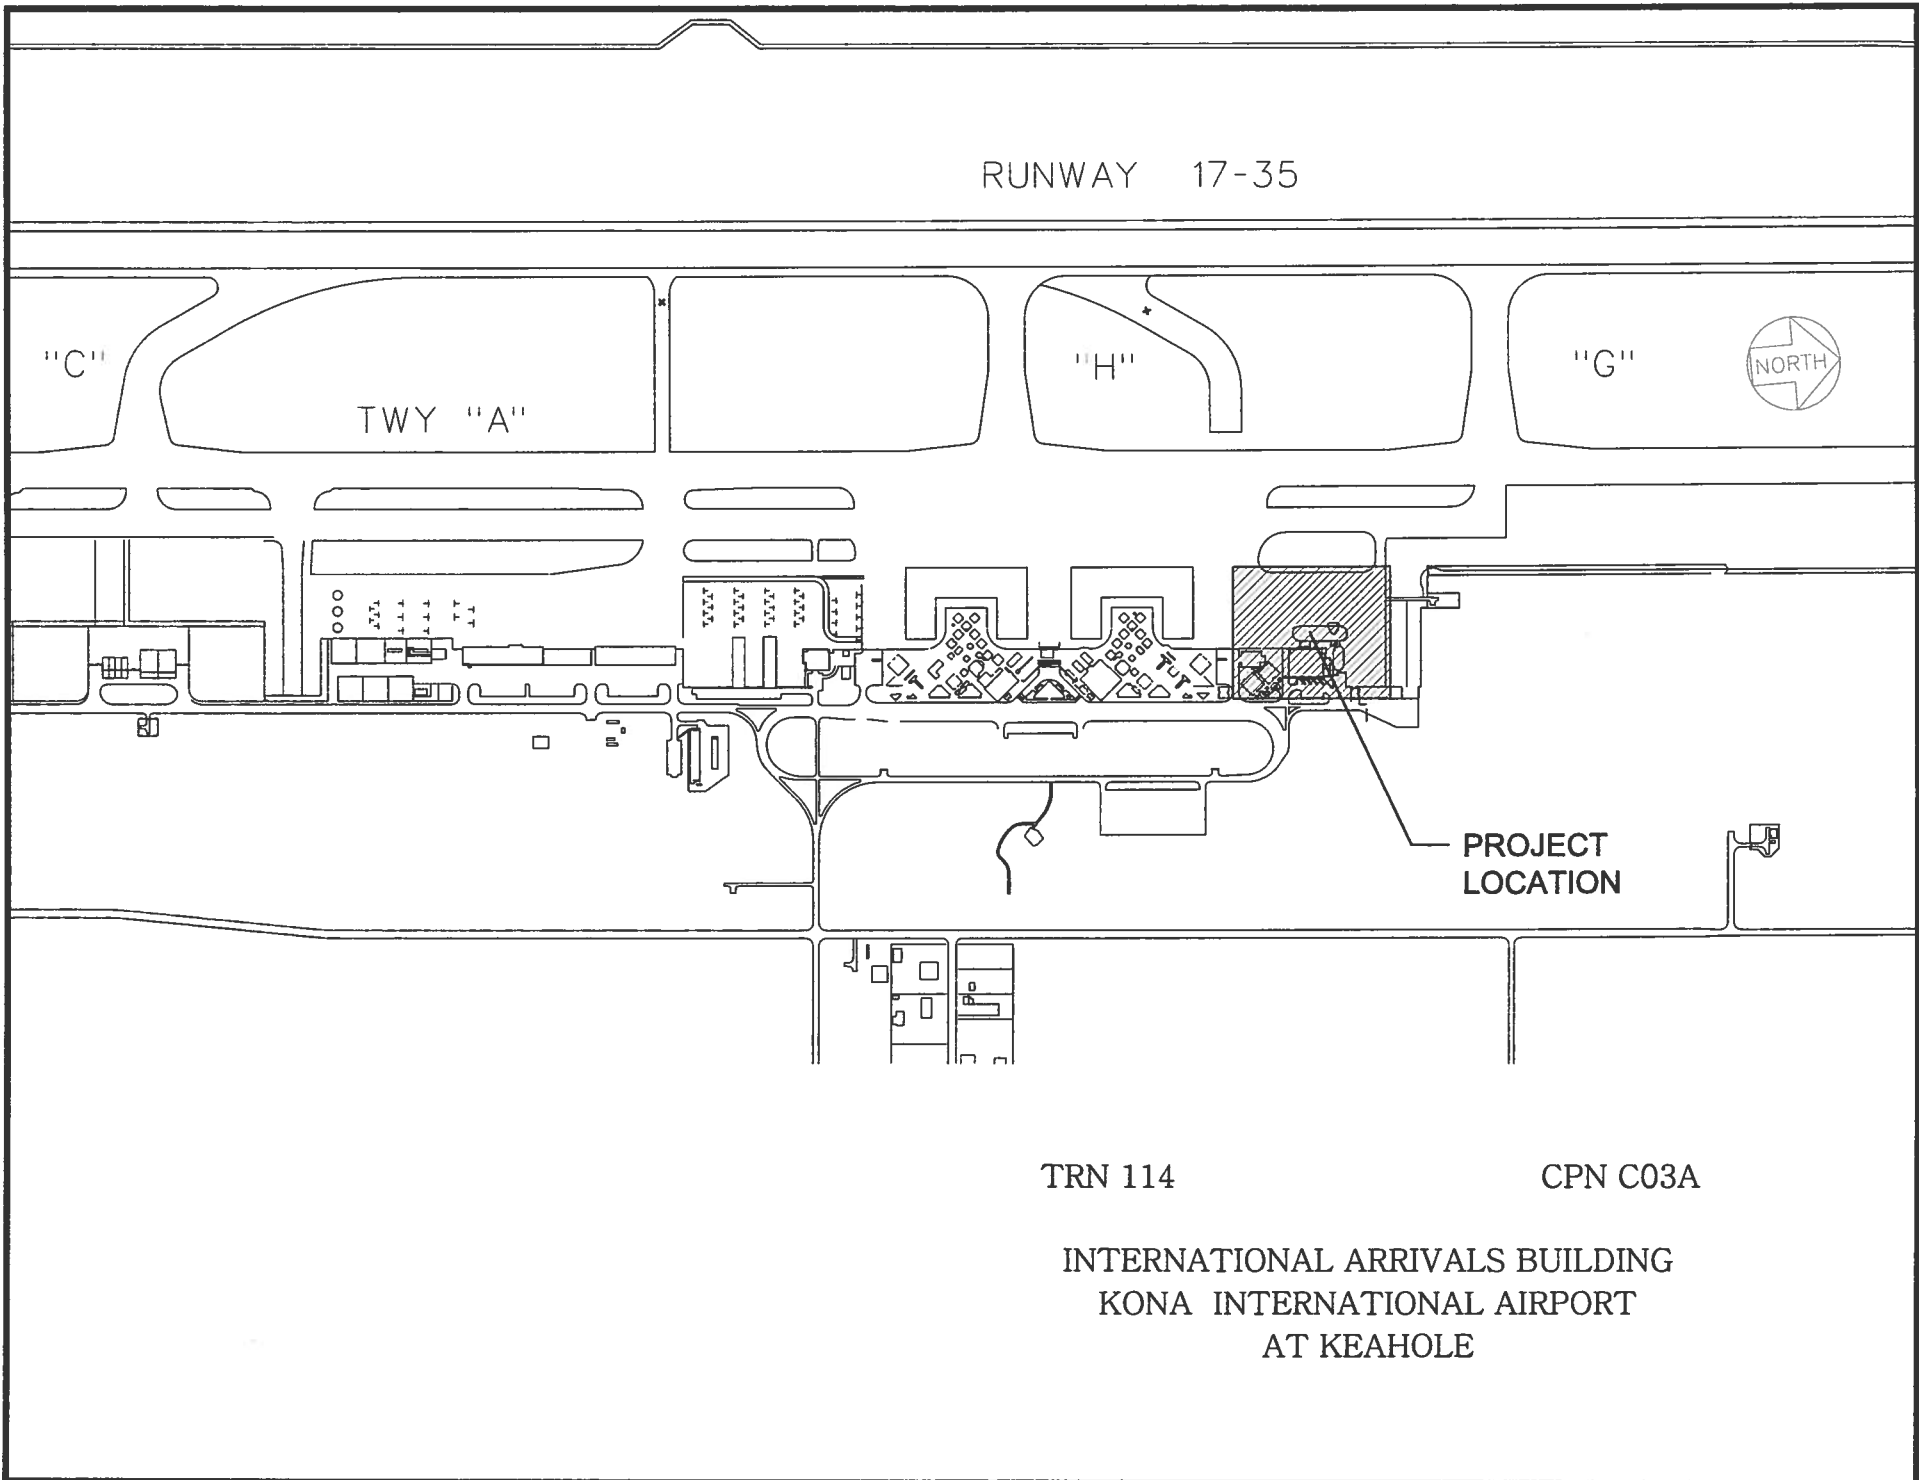 RUNWAY 17-35
"C"
"H"
"G"
NORTH
TWY "A"
PROJECT
LOCATION
TRN 114 CPN C03A
INTERNATIONAL ARRIVALS BUILDING
KONA INTERNATIONAL AIRPORT
AT KEAHOLE